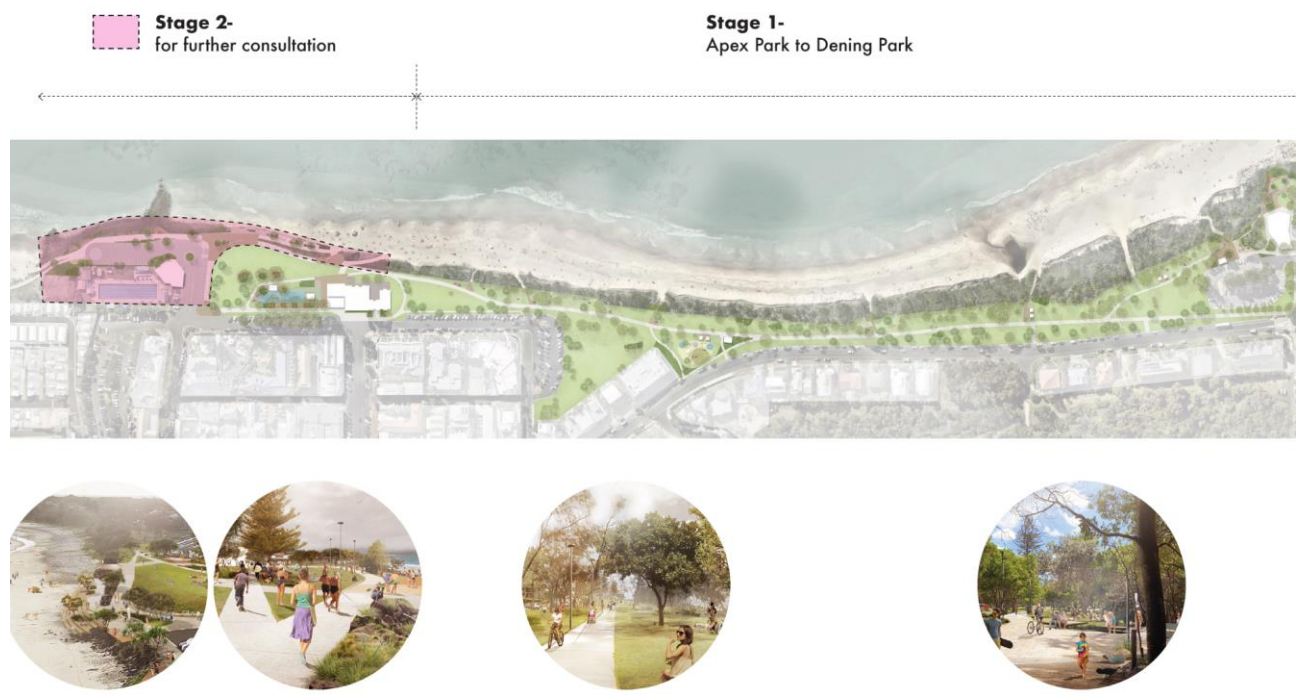 Stage 2-
for further consultation
Stage 1-
Apex Park to Dening Park